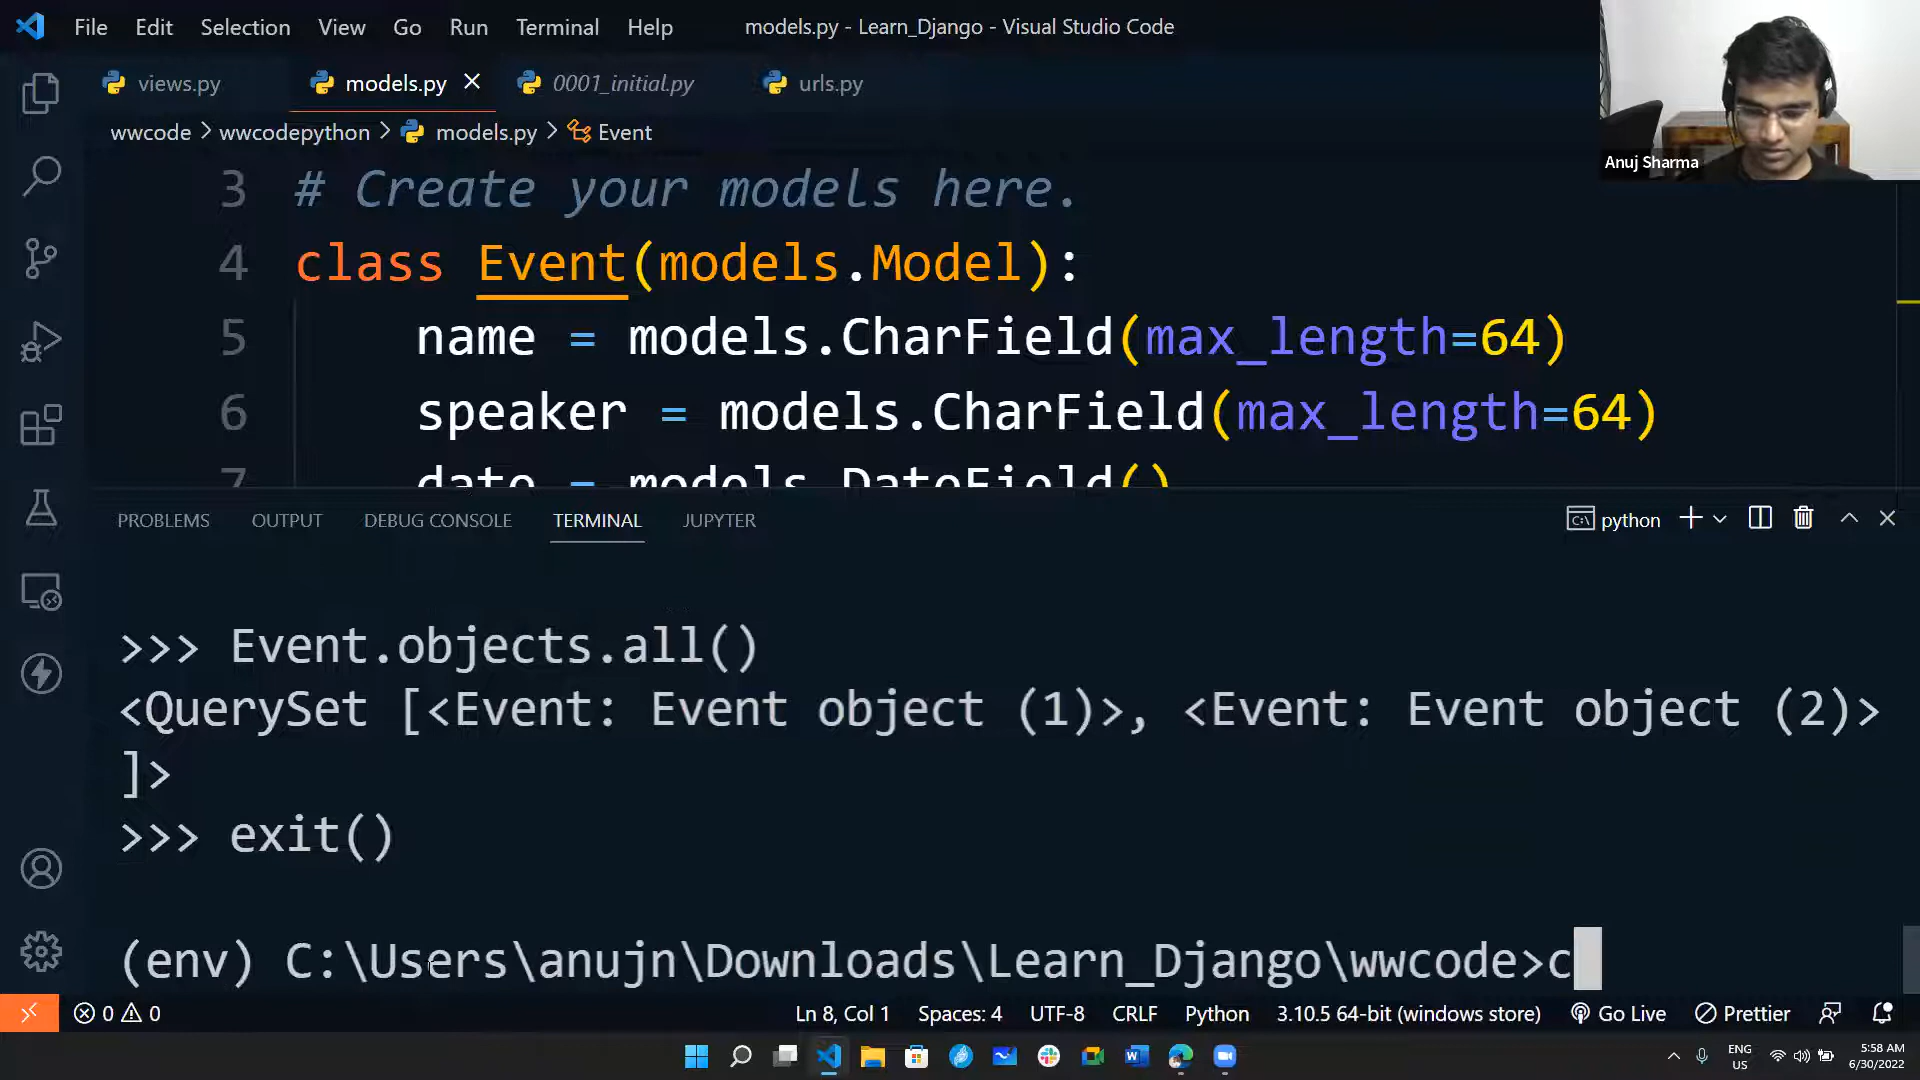 File Edit Selection View Go Run Terminal Help models.py - Learn_Django - Visual Studio Code
views.py models.py 0001_initial.py urls.py
wwcode > wwcodepython > models.py > Event
Anuj Sharma
3 # Create your models here.
4 class Event(models.Model):
5 name = models.CharField(max_length=64)
6 speaker = models.CharField(max_length=64)
7 date = models.DateField()
PROBLEMS OUTPUT DEBUG CONSOLE TERMINAL JUPYTER python
>>> Event.objects.all()
<QuerySet [<Event: Event object (1)>, <Event: Event object (2)>
]>
>>> exit()
(env) C:\Users\anujn\Downloads\Learn_Django\wwcode>c
0 0 Ln 8, Col 1 Spaces: 4 UTF-8 CRLF Python 3.10.5 64-bit (windows store) Go Live Prettier
ENG 5:58 AM
US 6/30/2022